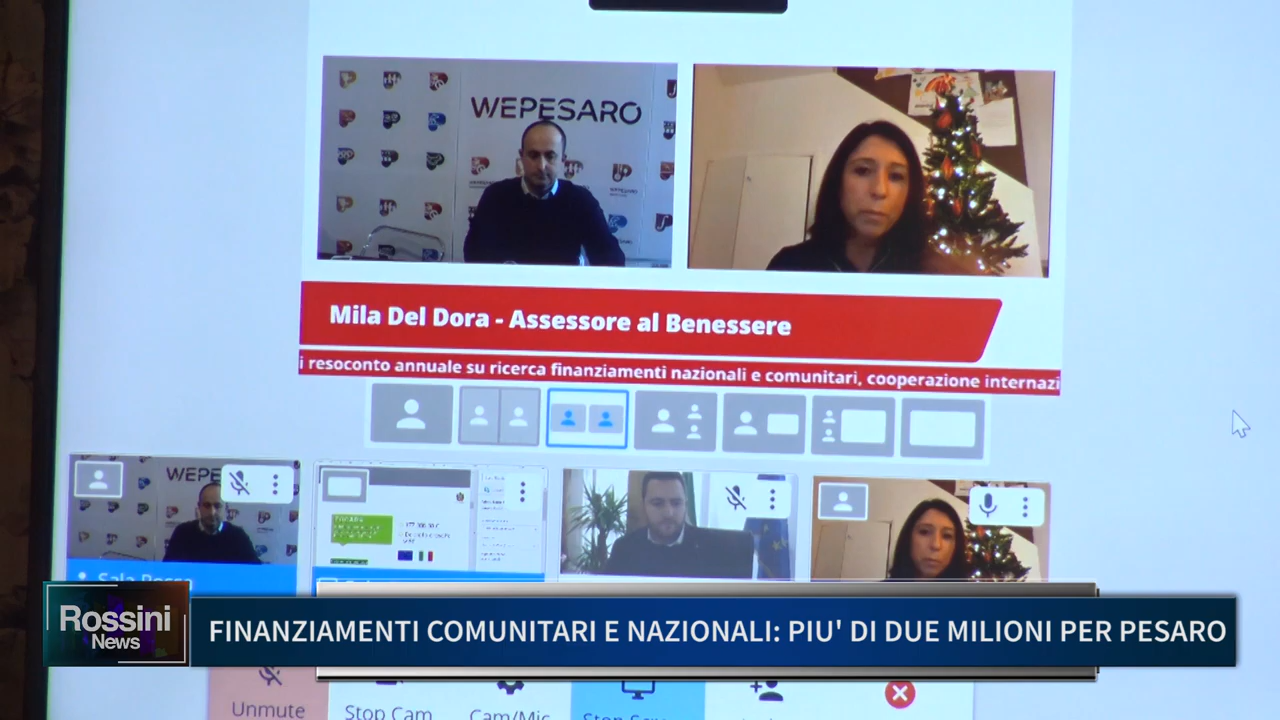 WEPESARO
Mila Del Dora - Assessore al Benessere
i resoconto annuale su ricerca finanziamenti nazionali e comunitari, cooperazione internazi
WEPE
Rossini
News
FINANZIAMENTI COMUNITARI E NAZIONALI: PIU' DI DUE MILIONI PER PESARO
Unmute
Stop Cam
Cam/Mic